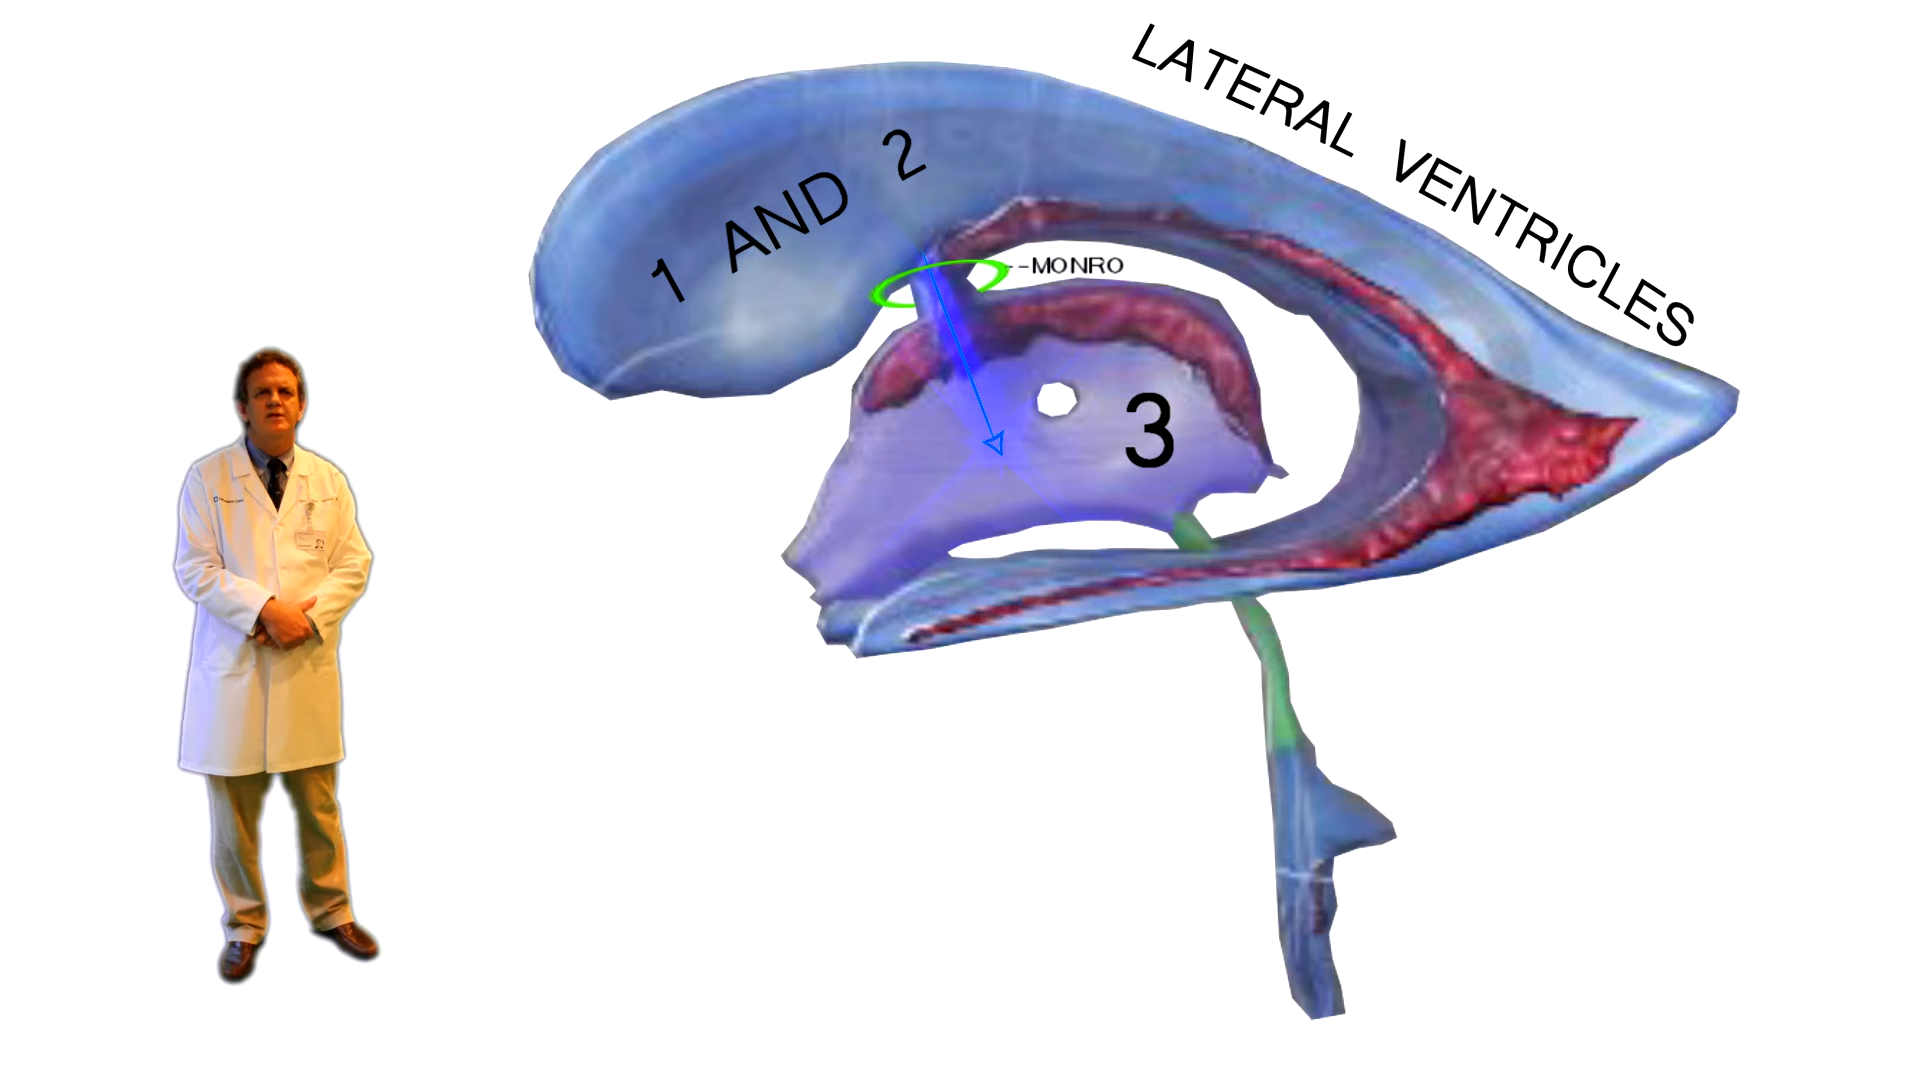 LATERAL VENTRICLES
1 AND 2
--MONRO
3